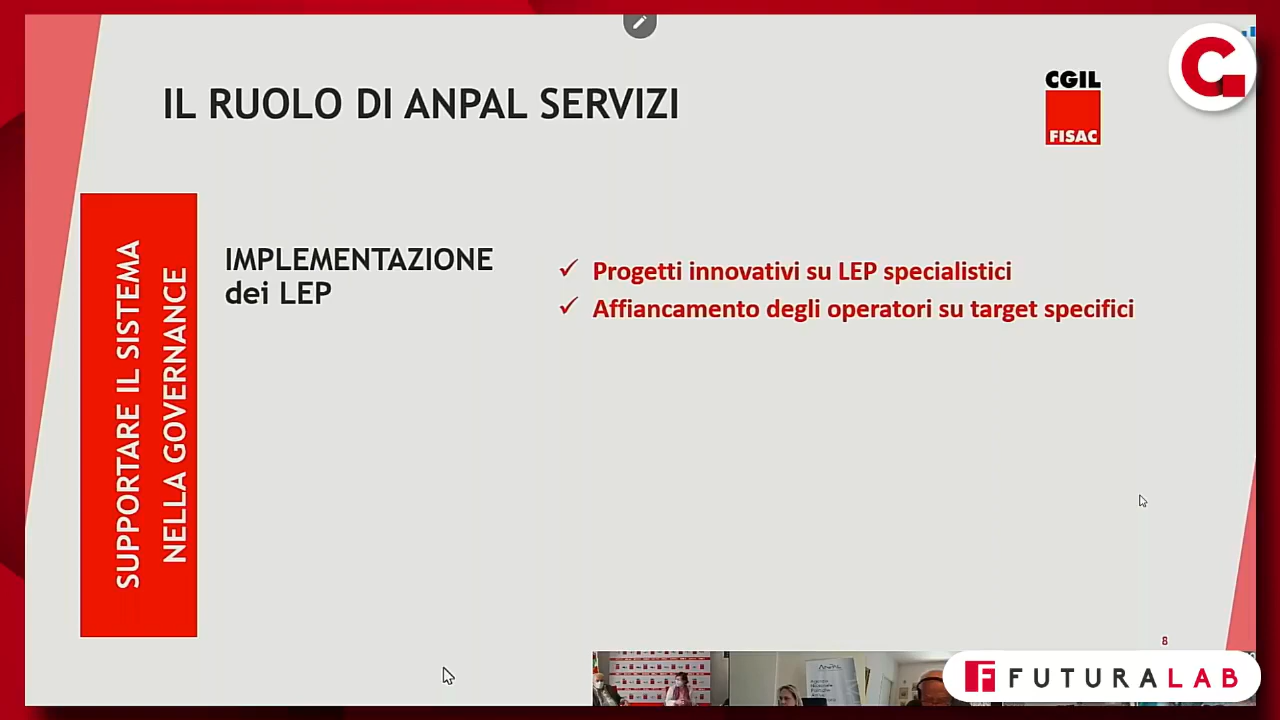 IL RUOLO DI ANPAL SERVIZI
CGIL
FISAC
SUPPORTARE IL SISTEMA
NELLA GOVERNANCE
IMPLEMENTAZIONE
dei LEP
✓ Progetti innovativi su LEP specialistici
✓ Affiancamento degli operatori su target specifici
8
FUTURALAB